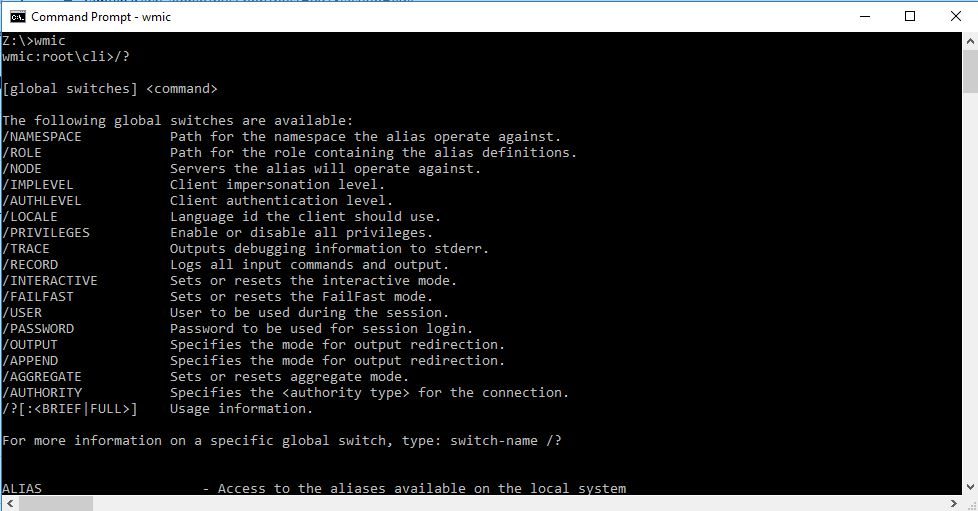 Command Prompt - wmic
Z:\>wmic
wmic:root\cli>/?
[global switches] <command>
The following global switches are available:
/NAMESPACE           Path for the namespace the alias operate against.
/ROLE                Path for the role containing the alias definitions.
/NODE                Servers the alias will operate against.
/IMPLEVEL            Client impersonation level.
/AUTHLEVEL           Client authentication level.
/LOCALE              Language id the client should use.
/PRIVILEGES          Enable or disable all privileges.
/TRACE               Outputs debugging information to stderr.
/RECORD              Logs all input commands and output.
/INTERACTIVE         Sets or resets the interactive mode.
/FAILFAST            Sets or resets the FailFast mode.
/USER                User to be used during the session.
/PASSWORD            Password to be used for session login.
/OUTPUT              Specifies the mode for output redirection.
/APPEND              Specifies the mode for output redirection.
/AGGREGATE           Sets or resets aggregate mode.
/AUTHORITY           Specifies the <authority type> for the connection.
/?[:<BRIEF|FULL>]    Usage information.
For more information on a specific global switch, type: switch-name /?
ALIAS                    - Access to the aliases available on the local system